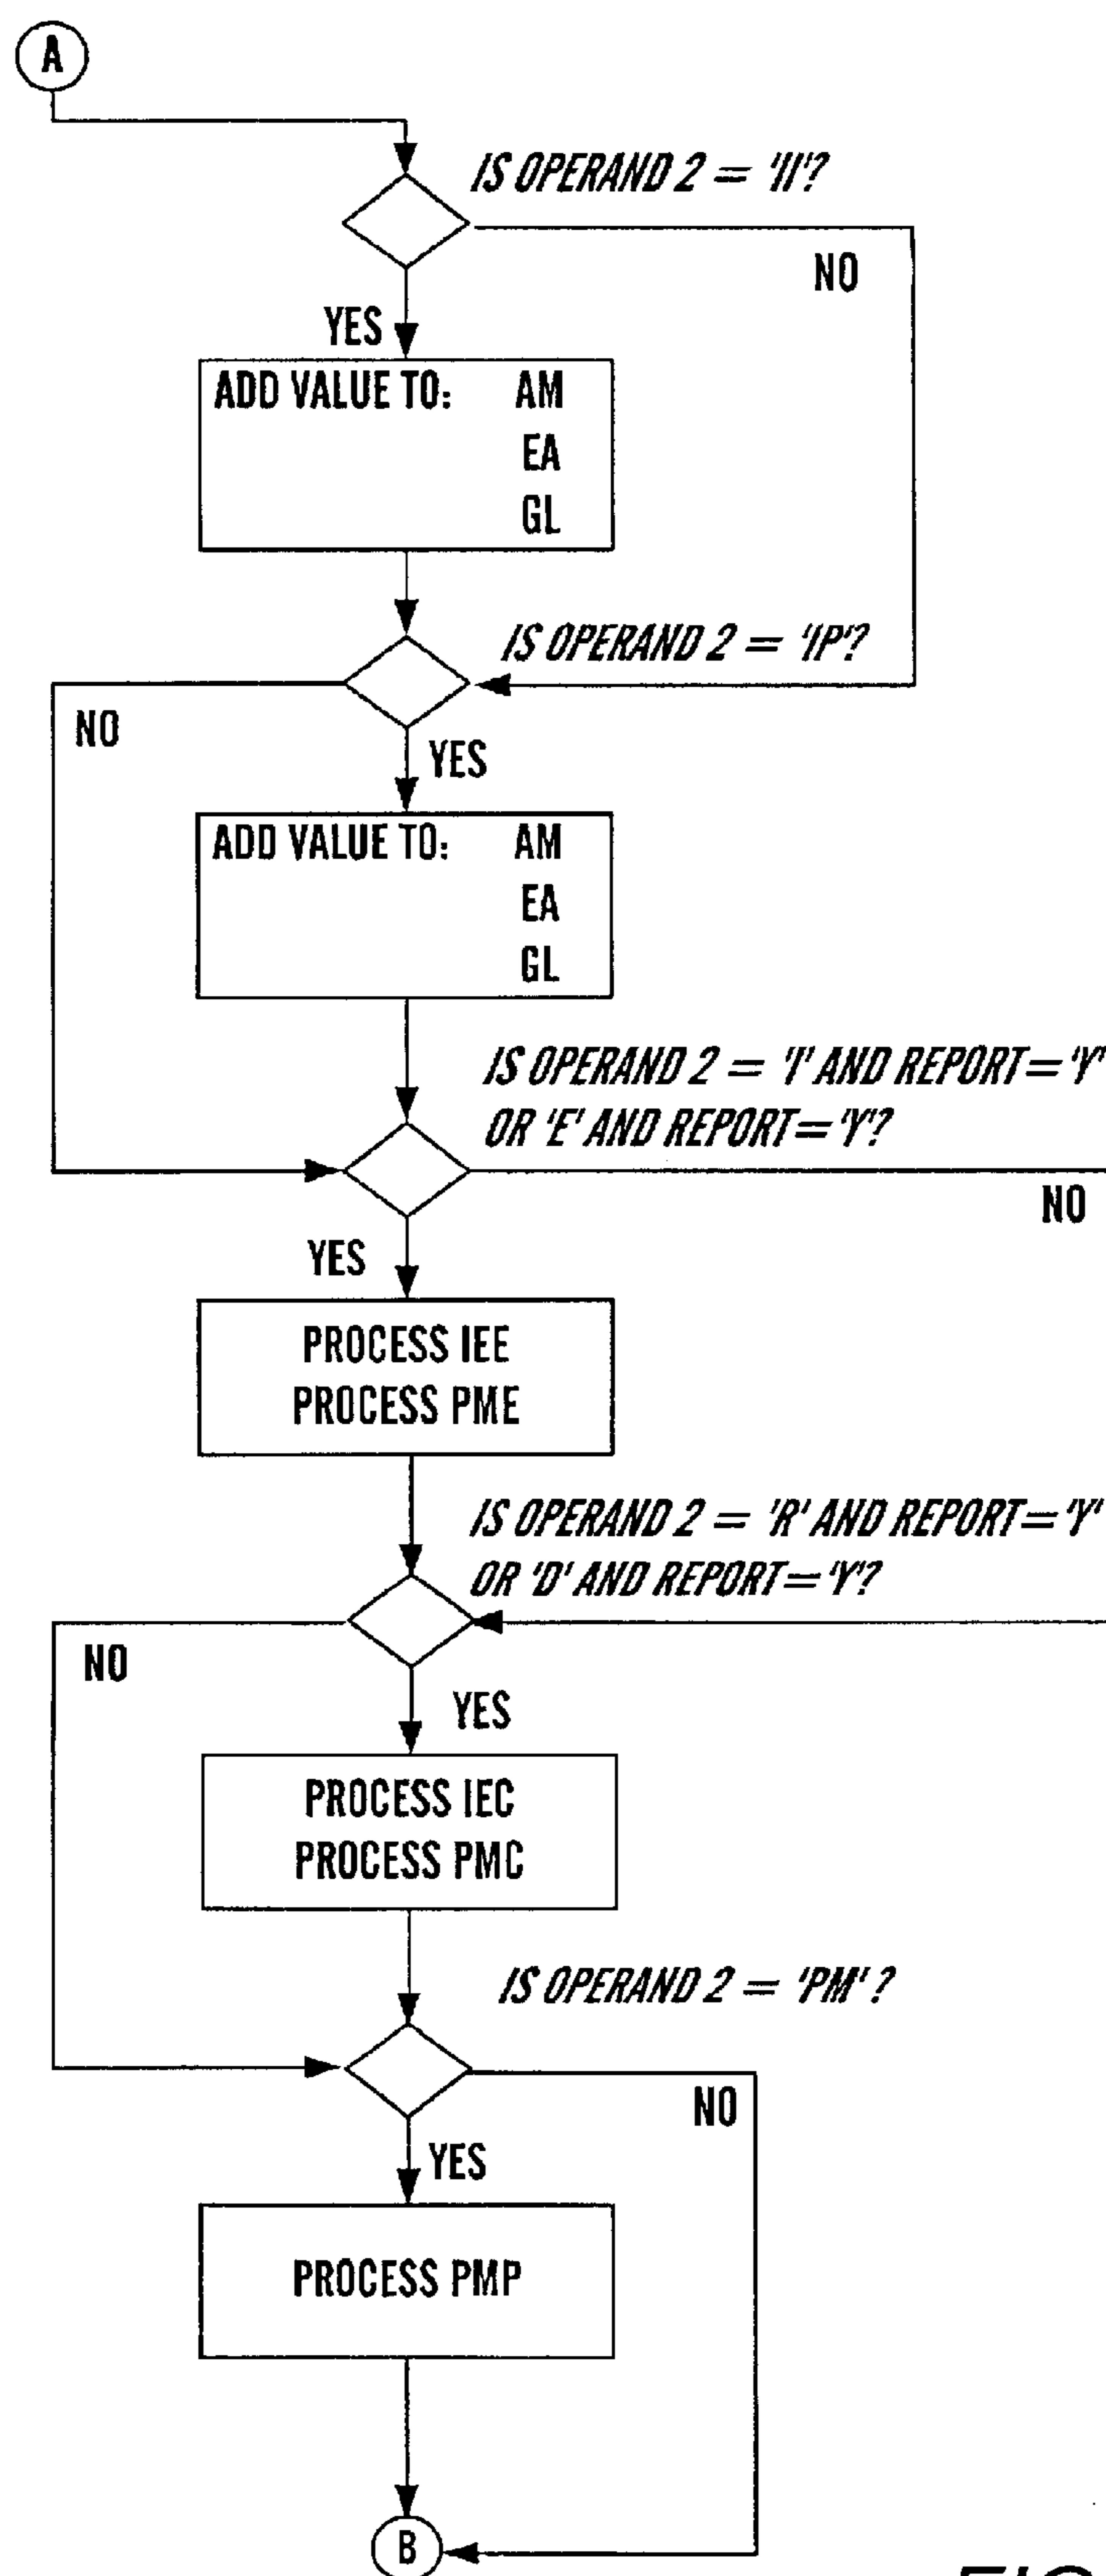 A
IS OPERAND 2 = 'II'?
NO
YES
ADD VALUE TO: AM
EA
GL
IS OPERAND 2 = 'IP'?
NO
YES
ADD VALUE TO: AM
EA
GL
IS OPERAND 2 = 'I' AND REPORT='Y'
OR 'E' AND REPORT='Y'?
NO
YES
PROCESS IEE
PROCESS PME
IS OPERAND 2 = 'R' AND REPORT='Y'
OR 'D' AND REPORT='Y'?
NO
YES
PROCESS IEC
PROCESS PMC
IS OPERAND 2 = 'PM' ?
NO
YES
PROCESS PMP
B